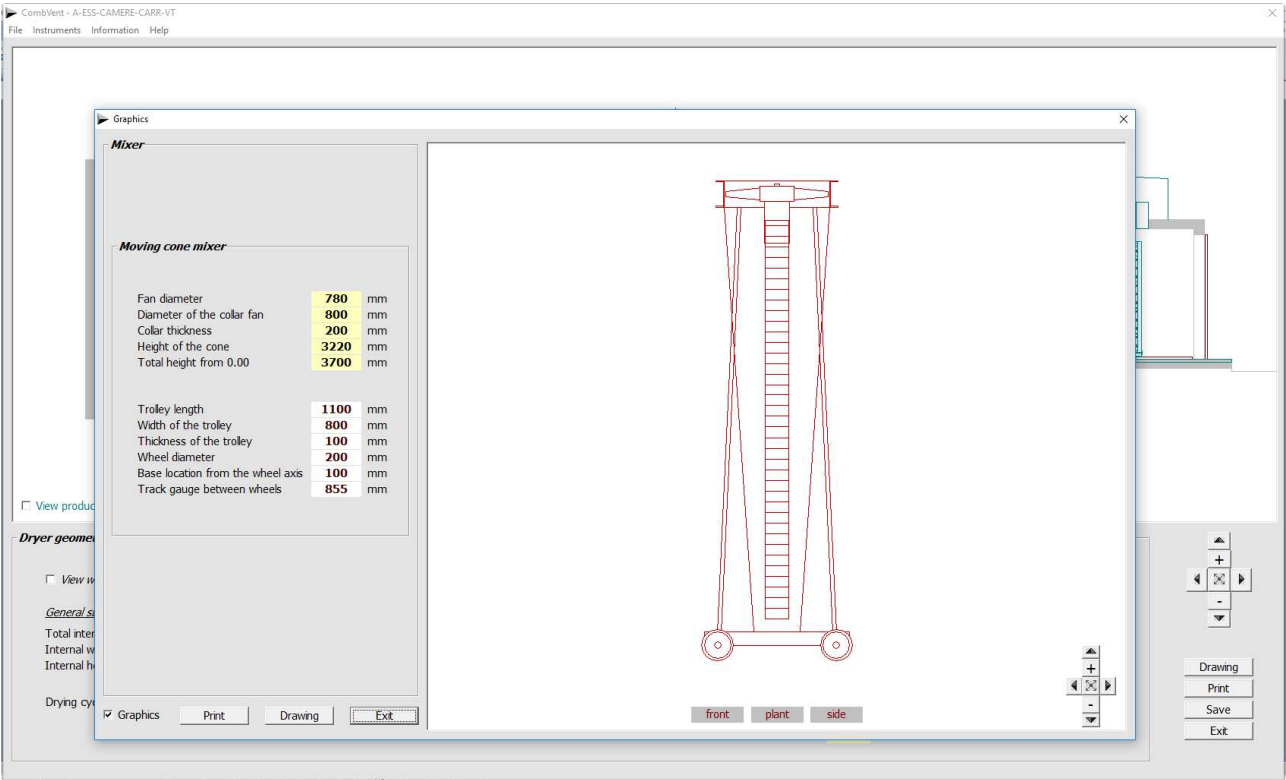 CombVent - A-ESS-CAMERE-CARR-VT
File Instruments Information Help
Graphics
Mixer
Moving cone mixer
Fan diameter 780 mm
Diameter of the collar fan 800 mm
Collar thickness 200 mm
Height of the cone 3220 mm
Total height from 0.00 3700 mm
Trolley length 1100 mm
Width of the trolley 800 mm
Thickness of the trolley 100 mm
Wheel diameter 200 mm
Base location from the wheel axis 100 mm
Track gauge between wheels 855 mm
Graphics Print Drawing Exit
front plant side
+
-
View produc
Dryer geome
View w
General s
Total inter
Internal w
Internal h
Drying cy
+
-
Drawing
Print
Save
Exit